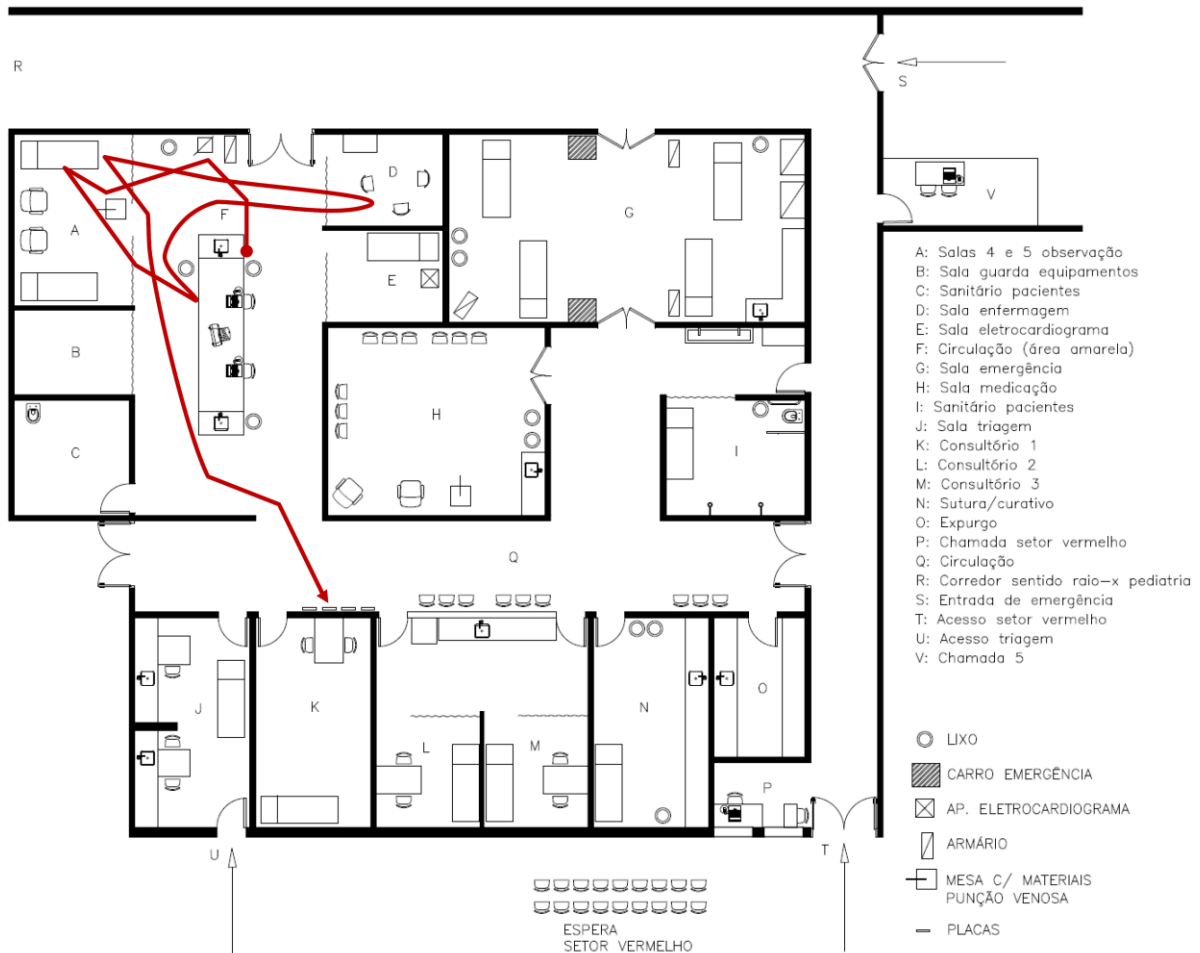 R
S
V
D
F
G
A
E
B
H
C
I
Q
J
K
L
M
N
O
P
U
T
ESPERA
SETOR VERMELHO
A: Salas 4 e 5 observação
B: Sala guarda equipamentos
C: Sanitário pacientes
D: Sala enfermagem
E: Sala eletrocardiograma
F: Circulação (área amarela)
G: Sala emergência
H: Sala medicação
I: Sanitário pacientes
J: Sala triagem
K: Consultório 1
L: Consultório 2
M: Consultório 3
N: Sutura/curativo
O: Expurgo
P: Chamada setor vermelho
Q: Circulação
R: Corredor sentido raio-x pediatria
S: Entrada de emergência
T: Acesso setor vermelho
U: Acesso triagem
V: Chamada 5
LIXO
CARRO EMERGÊNCIA
AP. ELETROCARDIOGRAMA
ARMÁRIO
MESA C/ MATERIAIS
PUNÇÃO VENOSA
PLACAS